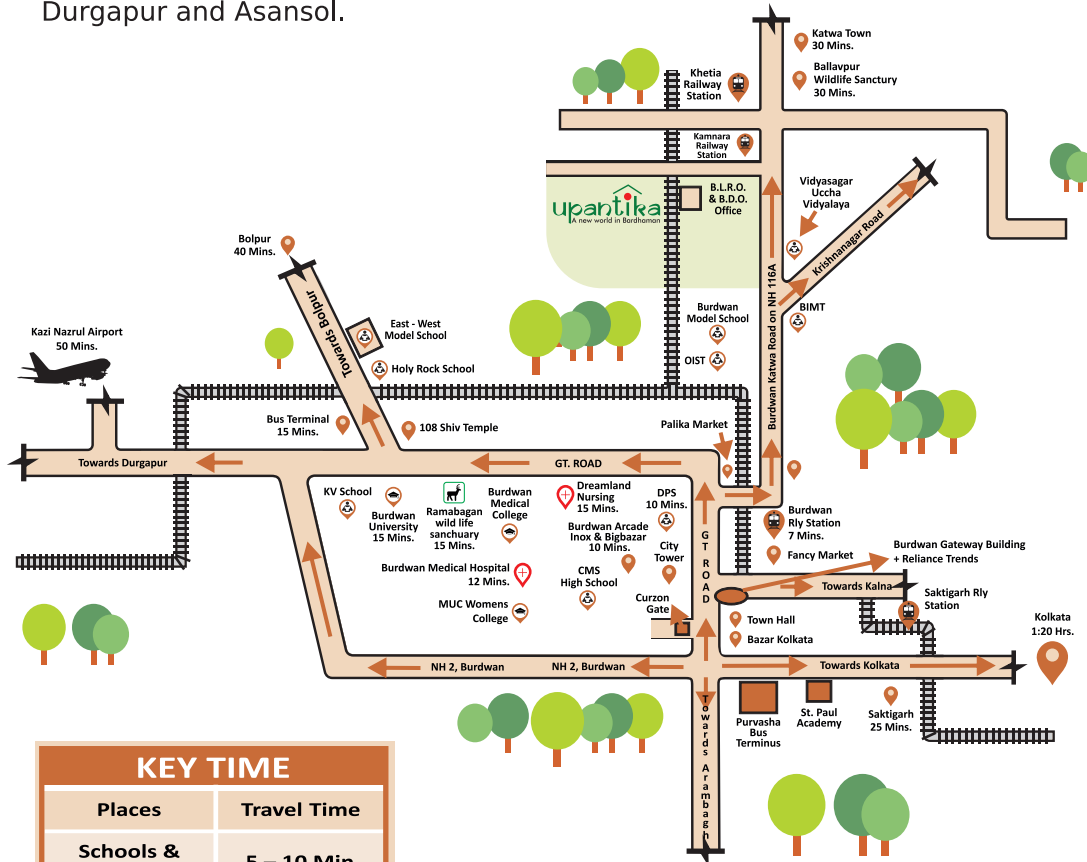 Durgapur and Asansol.
Katwa Town
30 Mins.
Ballavpur
Wildlife Sanctury
30 Mins.
Khetia
Railway
Station
Kamnara
Railway
Station
upantika
A new world in Bardhaman
B.L.R.O.
& B.D.O.
Office
Vidyasagar
Uccha
Vidyalaya
Krishnanagar Road
Burdwan Katwa Road on NH 116A
BIMT
Burdwan
Model School
OIST
Bolpur
40 Mins.
Towards Bolpur
East - West
Model School
Holy Rock School
Kazi Nazrul Airport
50 Mins.
Bus Terminal
15 Mins.
108 Shiv Temple
Palika Market
Towards Durgapur
GT. ROAD
KV School
Burdwan
University
15 Mins.
Ramabagan
wild life
sanchuary
15 Mins.
Burdwan
Medical
College
Dreamland
Nursing
15 Mins.
DPS
10 Mins.
Burdwan Arcade
Inox & Bigbazar
10 Mins.
City
Tower
GT ROAD
Burdwan
Rly Station
7 Mins.
Fancy Market
Burdwan Gateway Building
+ Reliance Trends
Burdwan Medical Hospital
12 Mins.
CMS
High School
MUC Womens
College
Curzon
Gate
Towards Kalna
Saktigarh Rly
Station
Town Hall
Bazar Kolkata
Kolkata
1:20 Hrs.
NH 2, Burdwan
NH 2, Burdwan
Towards Kolkata
Towards Arambagh
Purvasha
Bus
Terminus
St. Paul
Academy
Saktigarh
25 Mins.
KEY TIME
Places
Travel Time
Schools &
5 – 10 Min